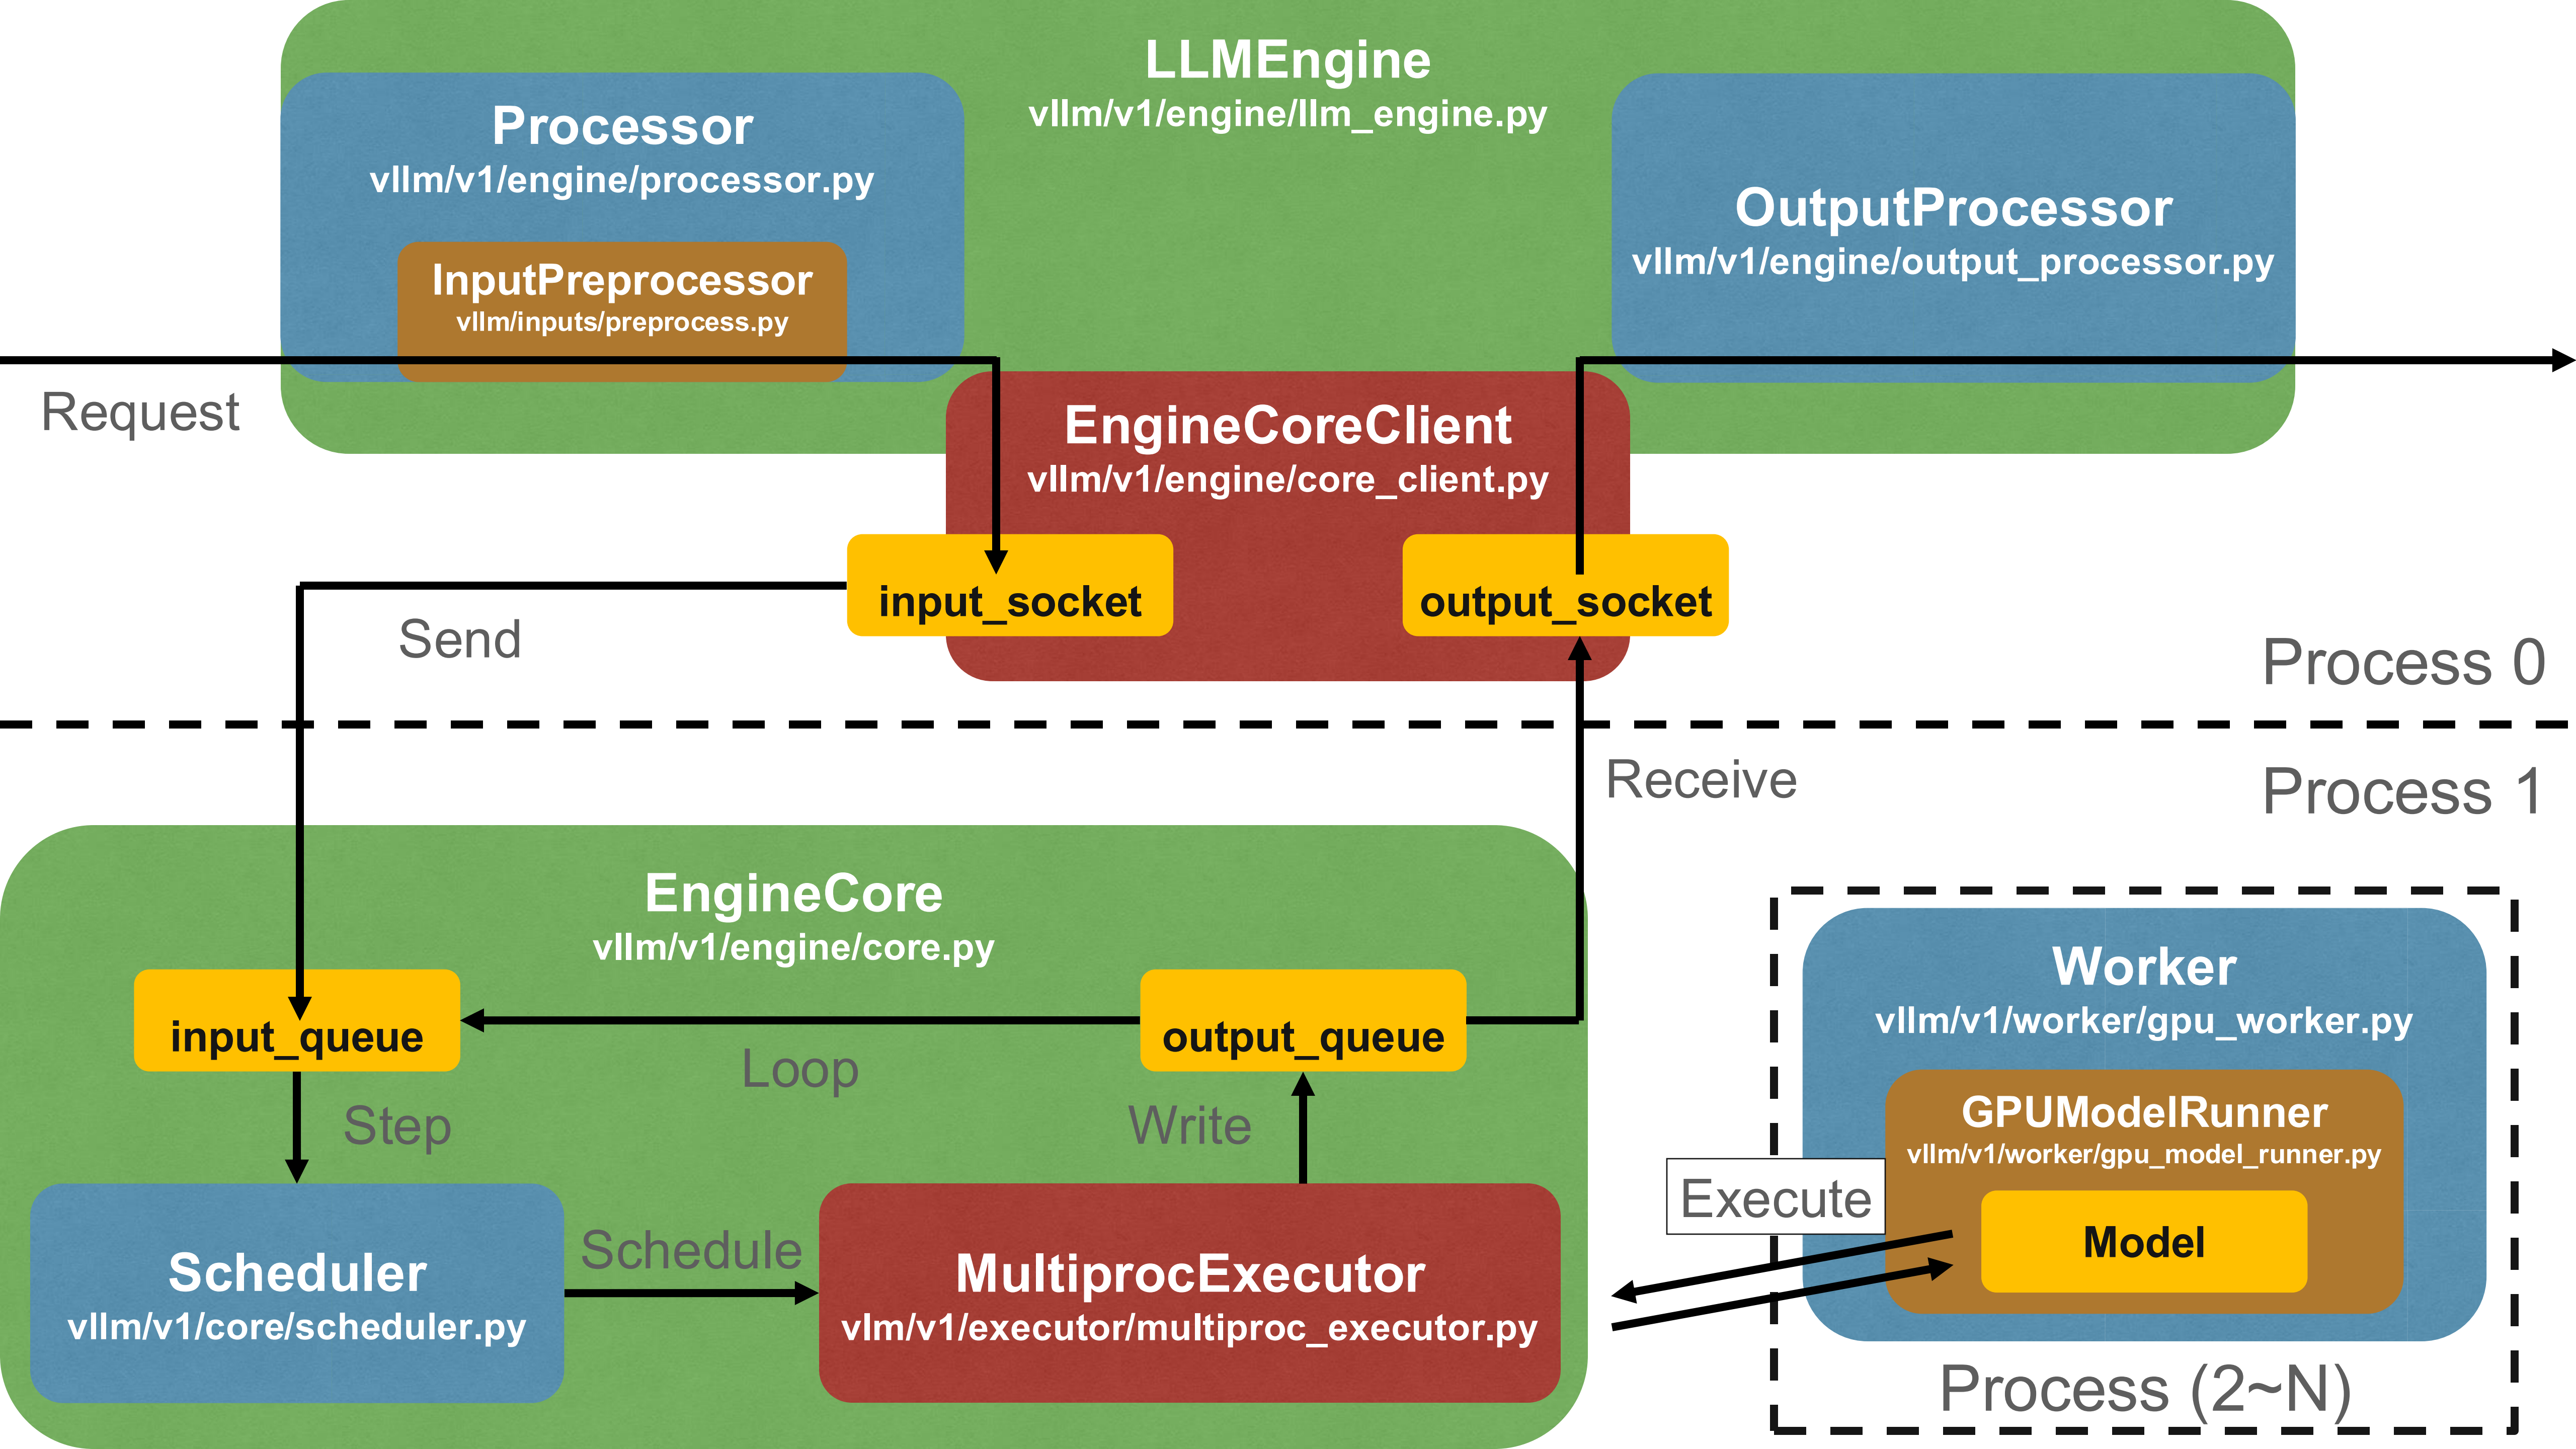 LLMEngine
vllm/v1/engine/llm_engine.py
Processor
vllm/v1/engine/processor.py
InputPreprocessor
vllm/inputs/preprocess.py
OutputProcessor
vllm/v1/engine/output_processor.py
Request
EngineCoreClient
vllm/v1/engine/core_client.py
input_socket
output_socket
Send
Process 0
Receive
Process 1
EngineCore
vllm/v1/engine/core.py
input_queue
output_queue
Loop
Step
Write
Scheduler
vllm/v1/core/scheduler.py
Schedule
MultiprocExecutor
vlm/v1/executor/multiproc_executor.py
Worker
vllm/v1/worker/gpu_worker.py
GPUModelRunner
vllm/v1/worker/gpu_model_runner.py
Execute
Model
Process (2~N)